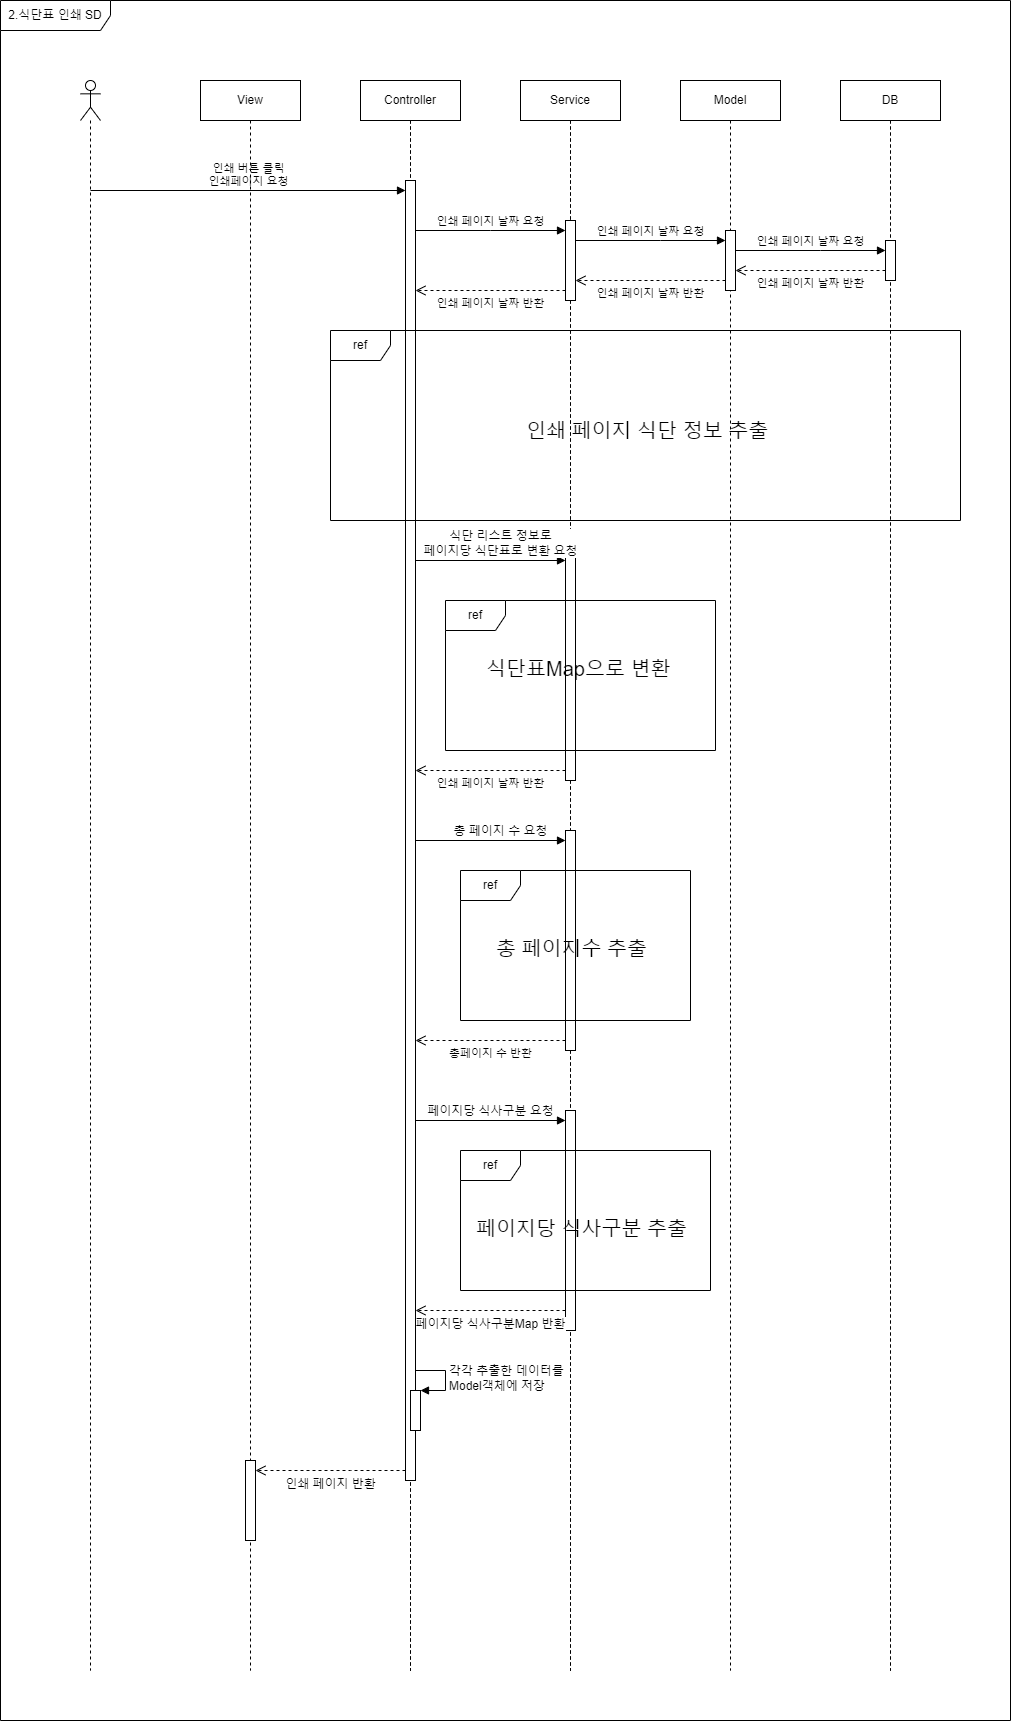 2.식단표 인쇄 SD
View
Controller
Service
Model
DB
인쇄 버튼 클릭
인쇄페이지 요청
인쇄 페이지 날짜 요청
인쇄 페이지 날짜 요청
인쇄 페이지 날짜 요청
인쇄 페이지 날짜 반환
인쇄 페이지 날짜 반환
인쇄 페이지 날짜 반환
ref
인쇄 페이지 식단 정보 추출
식단 리스트 정보로
페이지당 식단표로 변환 요청
ref
식단표Map으로 변환
인쇄 페이지 날짜 반환
총 페이지 수 요청
ref
총 페이지수 추출
총페이지 수 반환
페이지당 식사구분 요청
ref
페이지당 식사구분 추출
페이지당 식사구분Map 반환
각각 추출한 데이터를
Model객체에 저장
인쇄 페이지 반환